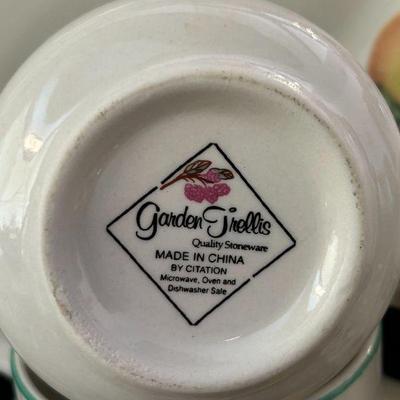 Garden Trellis
Quality Stoneware
MADE IN CHINA
BY CITATION
Microwave, Oven and
Dishwasher Safe